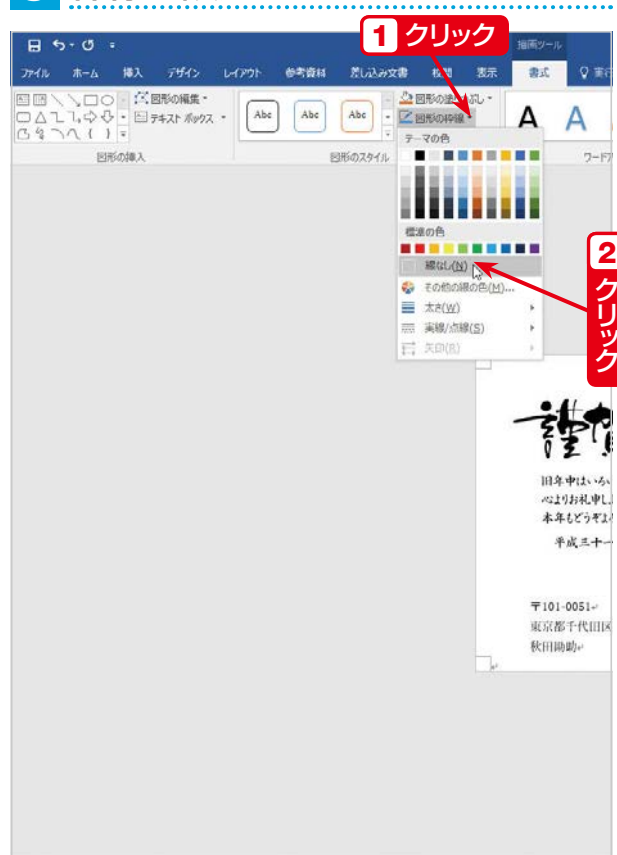 1 クリック
描画ツール
ファイル ホーム 挿入 デザイン レイアウト 参考資料 差し込み文書 校閲 表示 書式
図形の編集
テキスト ボックス
Abc Abc Abc
図形の枠線
A A
図形の挿入
図形のスタイル
テーマの色
標準の色
線なし(N)
その他の線の色(M)...
太さ(W)
実線/点線(S)
矢印(R)
2 クリック
謹賀
旧年中はいろい
心よりお礼申し
本年もどうぞよ
平成三十一
〒101-0051
東京都千代田区
秋田助助